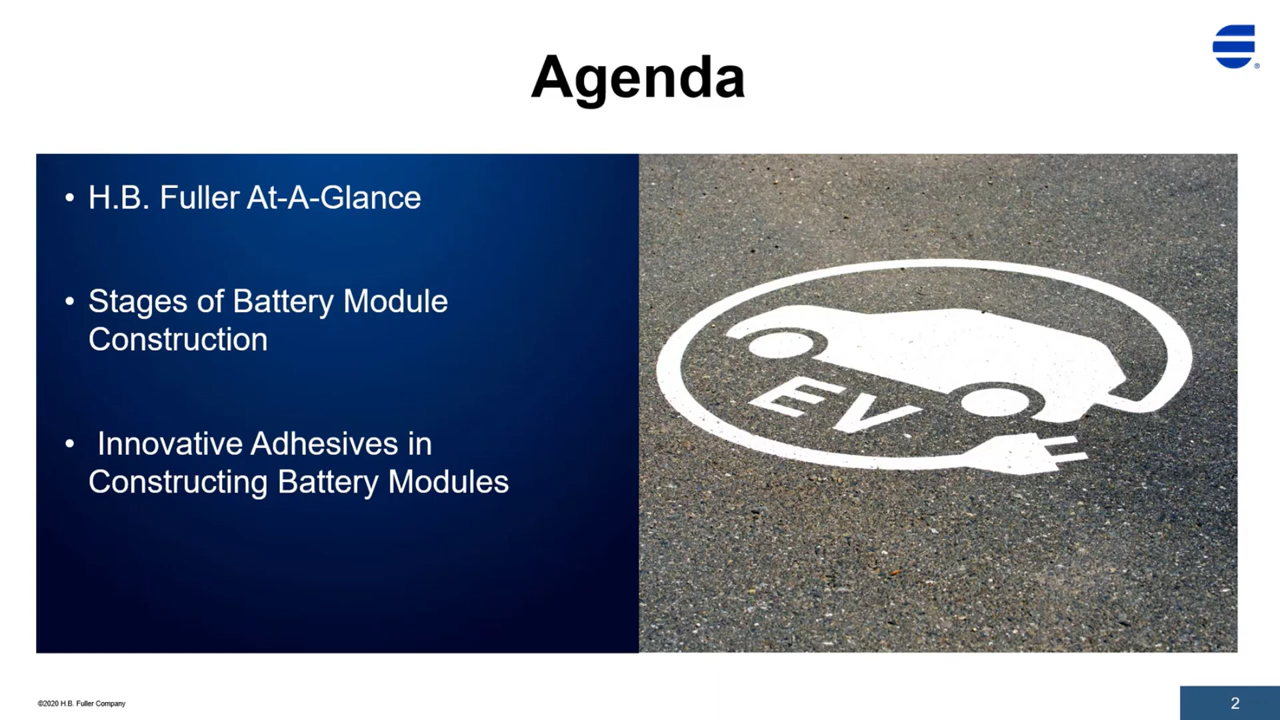 Agenda
• H.B. Fuller At-A-Glance
• Stages of Battery Module
Construction
• Innovative Adhesives in
Constructing Battery Modules
EV
®
©2020 H.B. Fuller Company
2